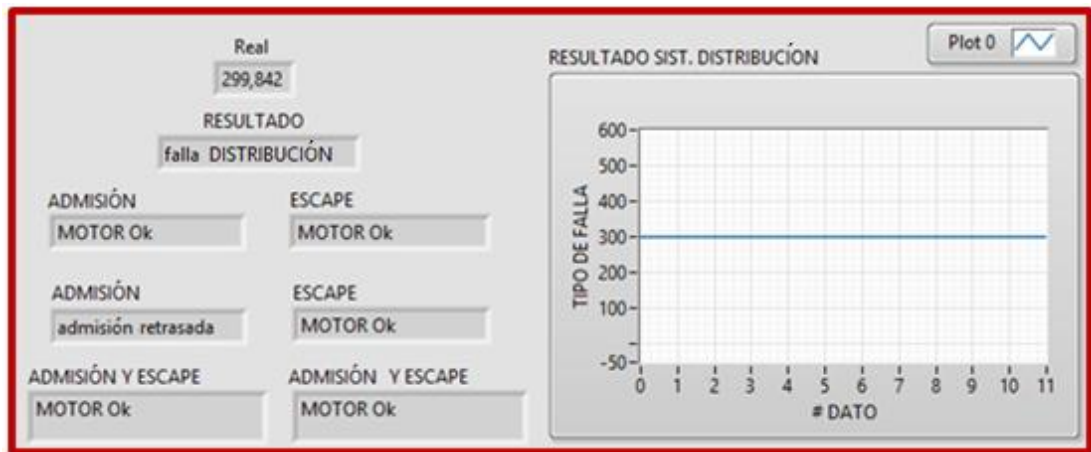 Real
299,842
RESULTADO
falla DISTRIBUCIÓN
ADMISIÓN
MOTOR Ok
ESCAPE
MOTOR Ok
ADMISIÓN
admisión retrasada
ESCAPE
MOTOR Ok
ADMISIÓN Y ESCAPE
MOTOR Ok
ADMISIÓN Y ESCAPE
MOTOR Ok
RESULTADO SIST. DISTRIBUCÍON
Plot 0
TIPO DE FALLA
600
500
400
300
200
100
-50
0 1 2 3 4 5 6 7 8 9 10 11
# DATO